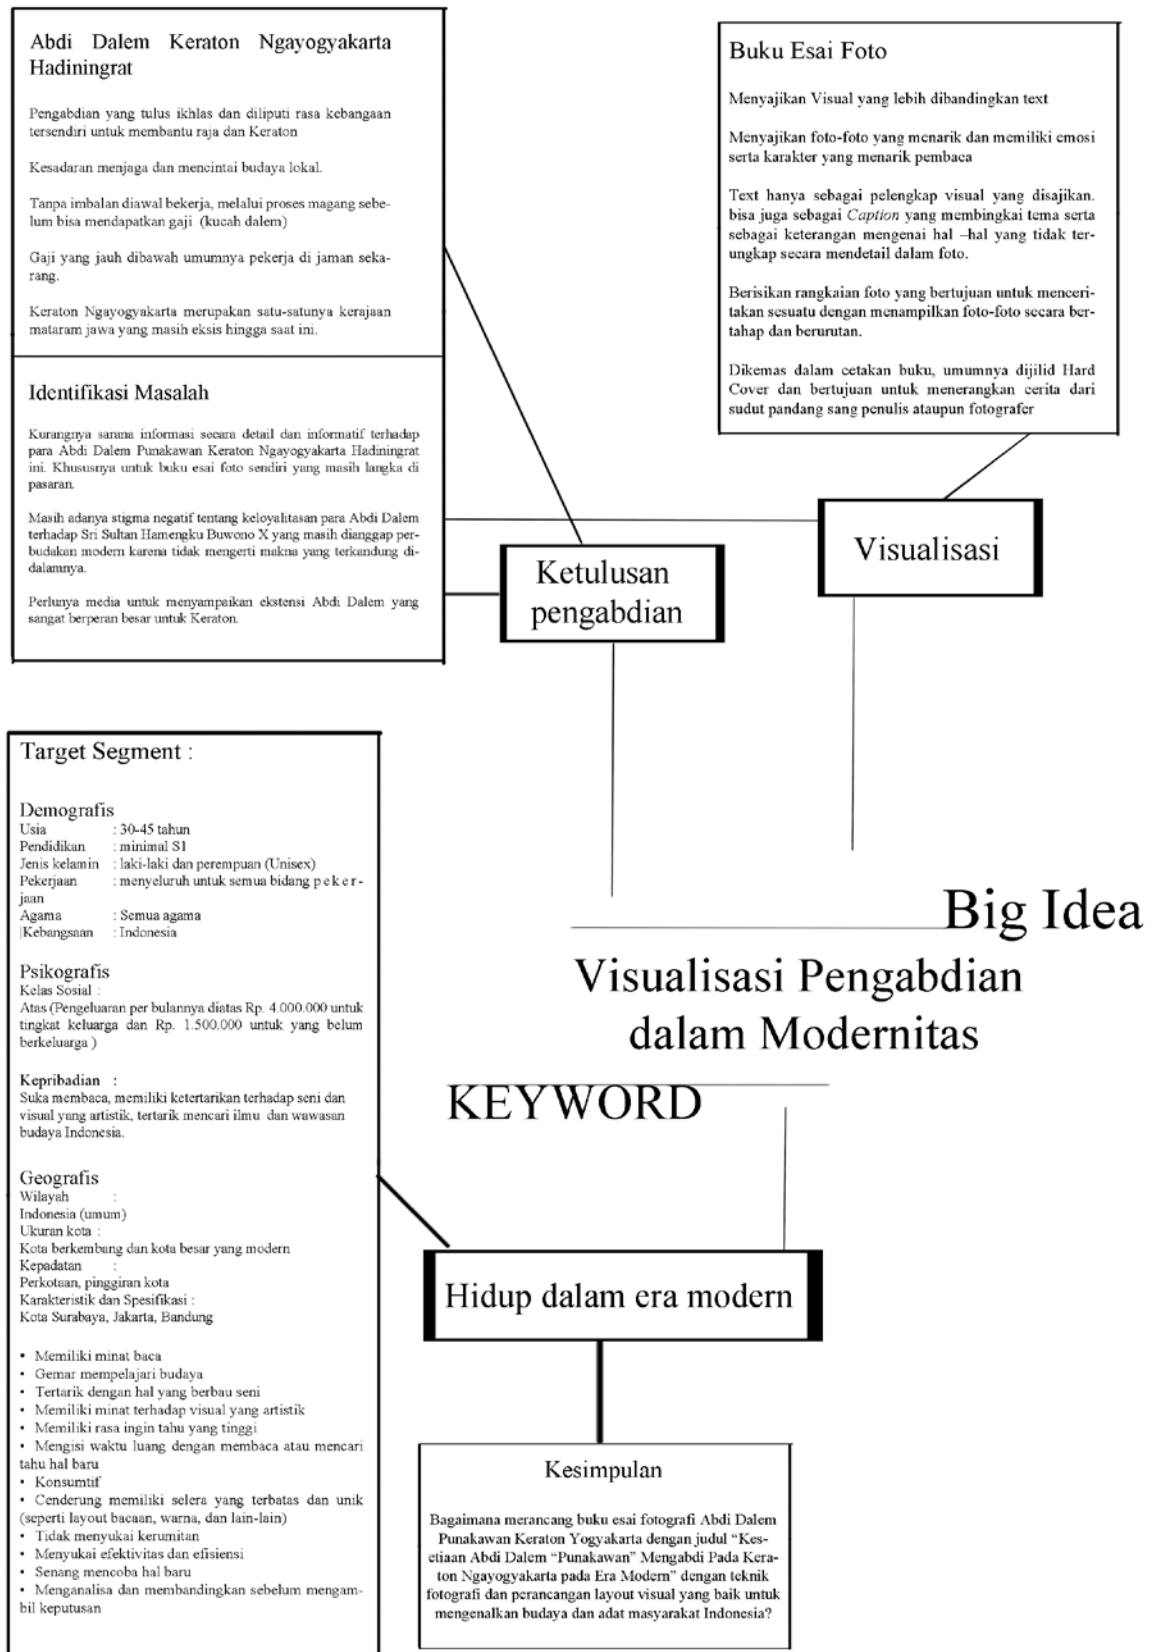 Abdi Dalem Keraton Ngayogyakarta
Hadiningrat
Pengabdian yang tulus ikhlas dan diliputi rasa kebangaan
tersendiri untuk membantu raja dan Keraton
Kesadaran menjaga dan mencintai budaya lokal.
Tanpa imbalan diawal bekerja, melalui proses magang sebe-
lum bisa mendapatkan gaji (kucah dalem)
Gaji yang jauh dibawah umumnya pekerja di jaman seka-
rang.
Keraton Ngayogyakarta merupakan satu-satunya kerajaan
mataram jawa yang masih eksis hingga saat ini.
Identifikasi Masalah
Kurangnya sarana informasi secara detail dan informatif terhadap
para Abdi Dalem Punakawan Keraton Ngayogyakarta Hadiningrat
ini. Khususnya untuk buku esai foto sendiri yang masih langka di
pasaran.
Masih adanya stigma negatif tentang keloyalitasan para Abdi Dalem
terhadap Sri Sultan Hamengku Buwono X yang masih dianggap per-
budakan modern karena tidak mengerti makna yang terkandung di-
dalamnya.
Perlunya media untuk menyampaikan ekstensi Abdi Dalem yang
sangat berperan besar untuk Keraton.
Buku Esai Foto
Menyajikan Visual yang lebih dibandingkan text
Menyajikan foto-foto yang menarik dan memiliki emosi
serta karakter yang menarik pembaca
Text hanya sebagai pelengkap visual yang disajikan.
bisa juga sebagai Caption yang membingkai tema serta
sebagai keterangan mengenai hal –hal yang tidak ter-
ungkap secara mendetail dalam foto.
Berisikan rangkaian foto yang bertujuan untuk menceri-
takan sesuatu dengan menampilkan foto-foto secara ber-
tahap dan berurutan.
Dikemas dalam cetakan buku, umumnya dijilid Hard
Cover dan bertujuan untuk menerangkan cerita dari
sudut pandang sang penulis ataupun fotografer
Ketulusan
pengabdian
Visualisasi
Big Idea
Visualisasi Pengabdian
dalam Modernitas
KEYWORD
Target Segment :
Demografis
Usia : 30-45 tahun
Pendidikan : minimal S1
Jenis kelamin : laki-laki dan perempuan (Unisex)
Pekerjaan : menyeluruh untuk semua bidang p e k e r -
jaan
Agama : Semua agama
|Kebangsaan : Indonesia
Psikografis
Kelas Sosial :
Atas (Pengeluaran per bulannya diatas Rp. 4.000.000 untuk
tingkat keluarga dan Rp. 1.500.000 untuk yang belum
berkeluarga )
Kepribadian :
Suka membaca, memiliki ketertarikan terhadap seni dan
visual yang artistik, tertarik mencari ilmu dan wawasan
budaya Indonesia.
Geografis
Wilayah :
Indonesia (umum)
Ukuran kota :
Kota berkembang dan kota besar yang modern
Kepadatan :
Perkotaan, pinggiran kota
Karakteristik dan Spesifikasi :
Kota Surabaya, Jakarta, Bandung
• Memiliki minat baca
• Gemar mempelajari budaya
• Tertarik dengan hal yang berbau seni
• Memiliki minat terhadap visual yang artistik
• Memiliki rasa ingin tahu yang tinggi
• Mengisi waktu luang dengan membaca atau mencari
tahu hal baru
• Konsumtif
• Cenderung memiliki selera yang terbatas dan unik
(seperti layout bacaan, warna, dan lain-lain)
• Tidak menyukai kerumitan
• Menyukai efektivitas dan efisiensi
• Senang mencoba hal baru
• Menganalisa dan membandingkan sebelum mengam-
bil keputusan
Hidup dalam era modern
Kesimpulan
Bagaimana merancang buku esai fotografi Abdi Dalem
Punakawan Keraton Yogyakarta dengan judul “Kes-
etiaan Abdi Dalem “Punakawan” Mengabdi Pada Kera-
ton Ngayogyakarta pada Era Modern” dengan teknik
fotografi dan perancangan layout visual yang baik untuk
mengenalkan budaya dan adat masyarakat Indonesia?